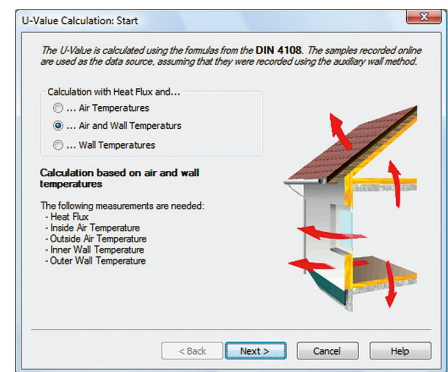 U-Value Calculation: Start
The U-Value is calculated using the formulas from the DIN 4108. The samples recorded online
are used as the data source, assuming that they were recorded using the auxiliary wall method.
Calculation with Heat Flux and...
... Air Temperatures
... Air and Wall Temperaturs
... Wall Temperatures
Calculation based on air and wall
temperatures
The following measurements are needed:
- Heat Flux
- Inside Air Temperature
- Outside Air Temperature
- Inner Wall Temperature
- Outer Wall Temperature
< Back
Next >
Cancel
Help